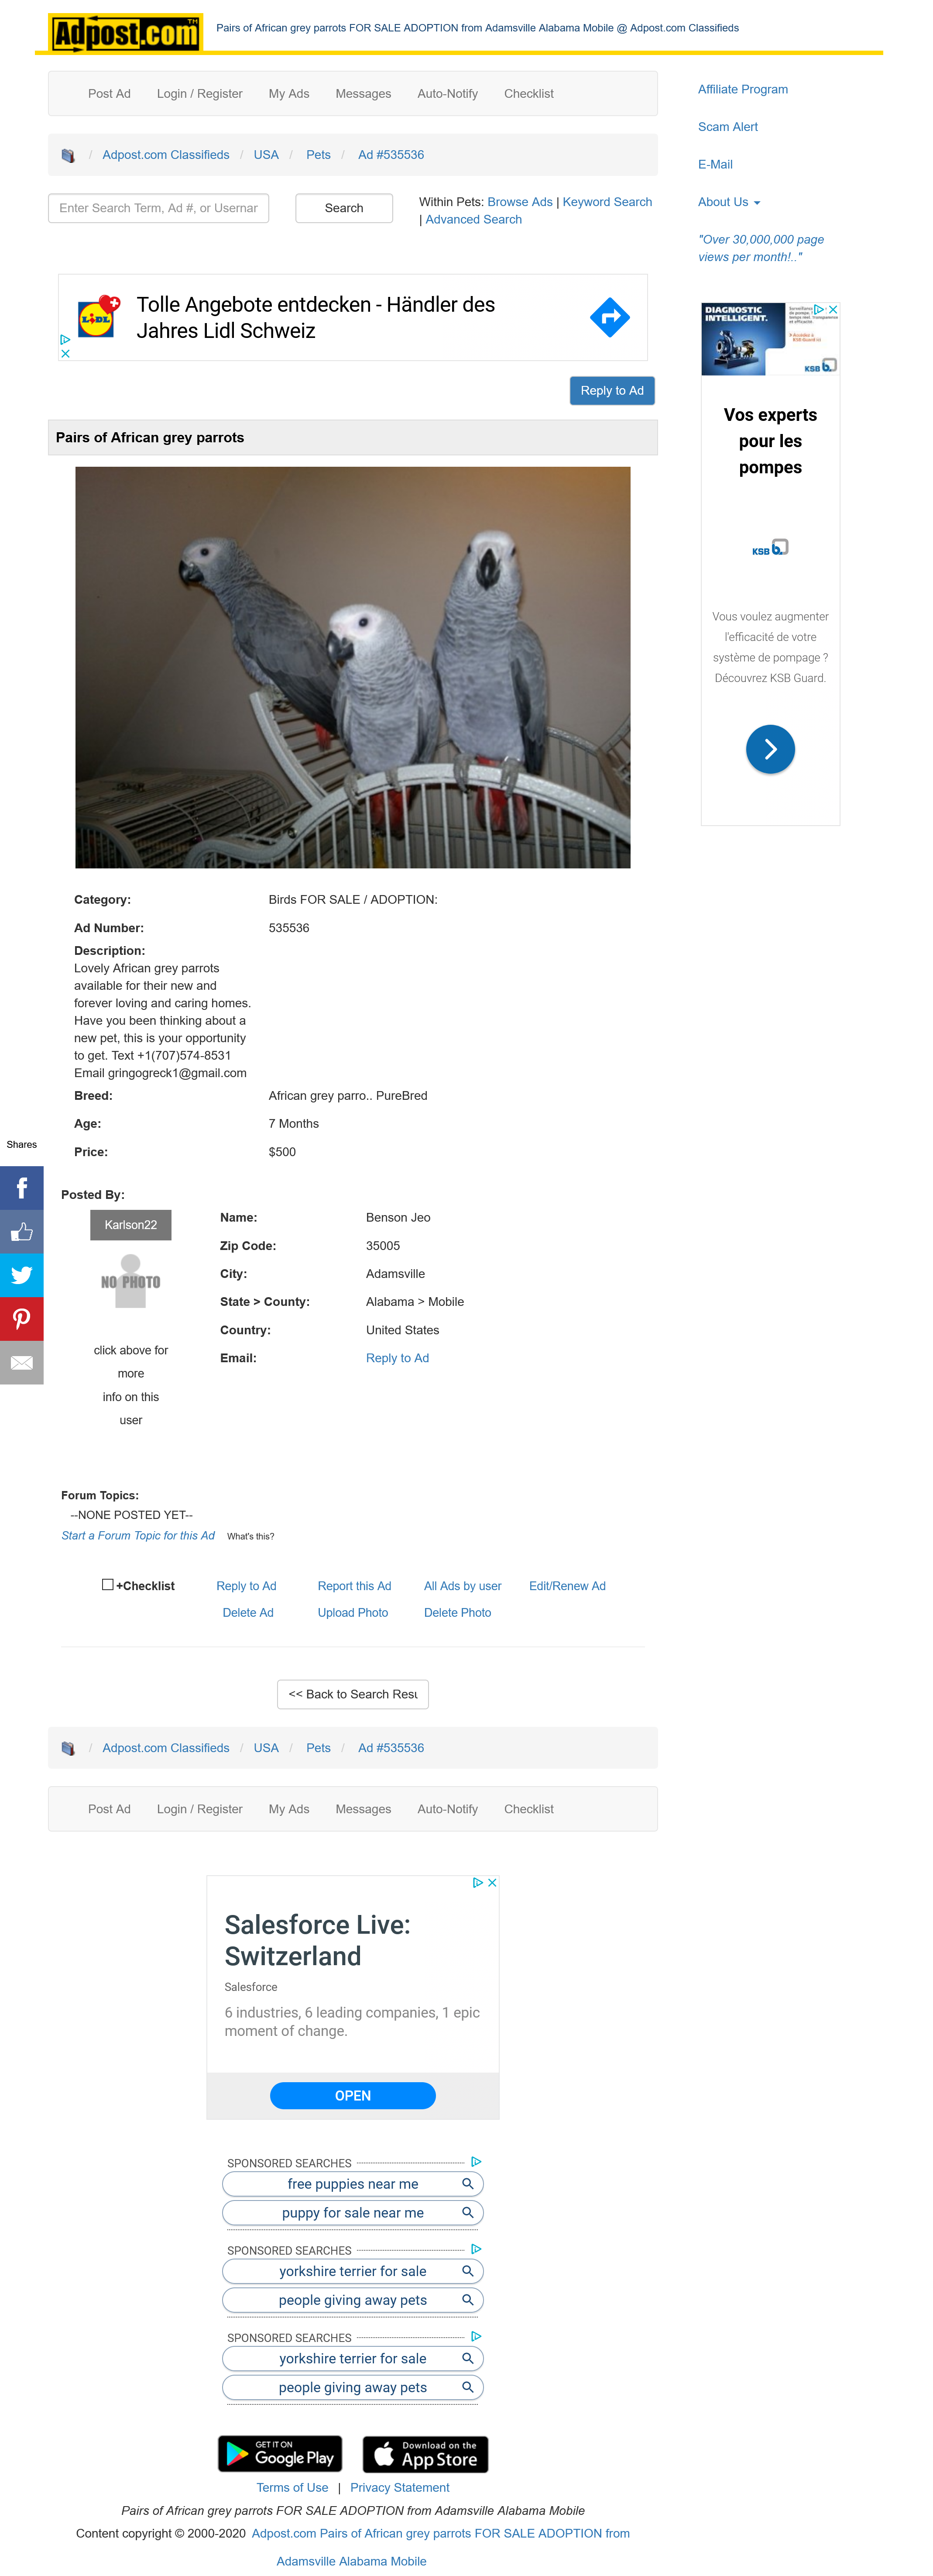 Adpost.com TM
Pairs of African grey parrots FOR SALE ADOPTION from Adamsville Alabama Mobile @ Adpost.com Classifieds
Post Ad Login / Register My Ads Messages Auto-Notify Checklist
/ Adpost.com Classifieds / USA / Pets / Ad #535536
Enter Search Term, Ad #, or Usernar
Search
Within Pets: Browse Ads | Keyword Search
| Advanced Search
Affiliate Program
Scam Alert
E-Mail
About Us
"Over 30,000,000 page
views per month!.."
LIDL
Tolle Angebote entdecken - Händler des
Jahres Lidl Schweiz
Reply to Ad
DIAGNOSTIC
INTELLIGENT.
KSB
Vos experts
pour les
pompes
KSB
Vous voulez augmenter
l'efficacité de votre
système de pompage ?
Découvrez KSB Guard.
Pairs of African grey parrots
Category: Birds FOR SALE / ADOPTION:
Ad Number: 535536
Description:
Lovely African grey parrots
available for their new and
forever loving and caring homes.
Have you been thinking about a
new pet, this is your opportunity
to get. Text +1(707)574-8531
Email gringogreck1@gmail.com
Breed: African grey parro.. PureBred
Age: 7 Months
Price: $500
Shares
Posted By:
Karlson22
NO PHOTO
click above for
more
info on this
user
Name: Benson Jeo
Zip Code: 35005
City: Adamsville
State > County: Alabama > Mobile
Country: United States
Email: Reply to Ad
Forum Topics:
--NONE POSTED YET--
Start a Forum Topic for this Ad What's this?
+Checklist Reply to Ad Report this Ad All Ads by user Edit/Renew Ad
Delete Ad Upload Photo Delete Photo
<< Back to Search Resu
/ Adpost.com Classifieds / USA / Pets / Ad #535536
Post Ad Login / Register My Ads Messages Auto-Notify Checklist
Salesforce Live:
Switzerland
Salesforce
6 industries, 6 leading companies, 1 epic
moment of change.
OPEN
SPONSORED SEARCHES
free puppies near me
puppy for sale near me
SPONSORED SEARCHES
yorkshire terrier for sale
people giving away pets
SPONSORED SEARCHES
yorkshire terrier for sale
people giving away pets
GET IT ON
Google Play
Download on the
App Store
Terms of Use | Privacy Statement
Pairs of African grey parrots FOR SALE ADOPTION from Adamsville Alabama Mobile
Content copyright © 2000-2020 Adpost.com Pairs of African grey parrots FOR SALE ADOPTION from
Adamsville Alabama Mobile